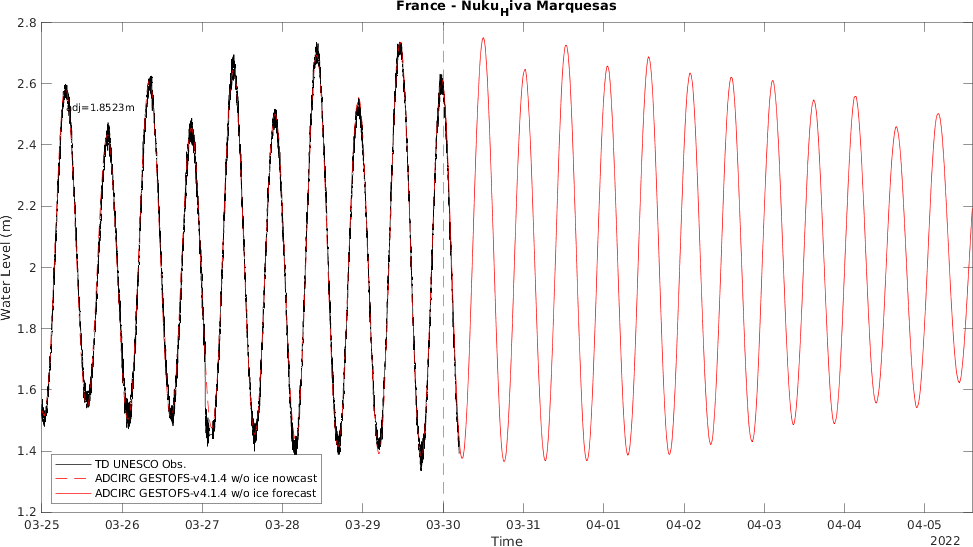 France - Nuku_Hiva Marquesas
2.8
2.6
adj=1.8523m
2.4
2.2
Water Level (m)
2
1.8
1.6
1.4
TD UNESCO Obs.
ADCIRC GESTOFS-v4.1.4 w/o ice nowcast
ADCIRC GESTOFS-v4.1.4 w/o ice forecast
1.2
03-25 03-26 03-27 03-28 03-29 03-30 03-31 04-01 04-02 04-03 04-04 04-05
Time
2022